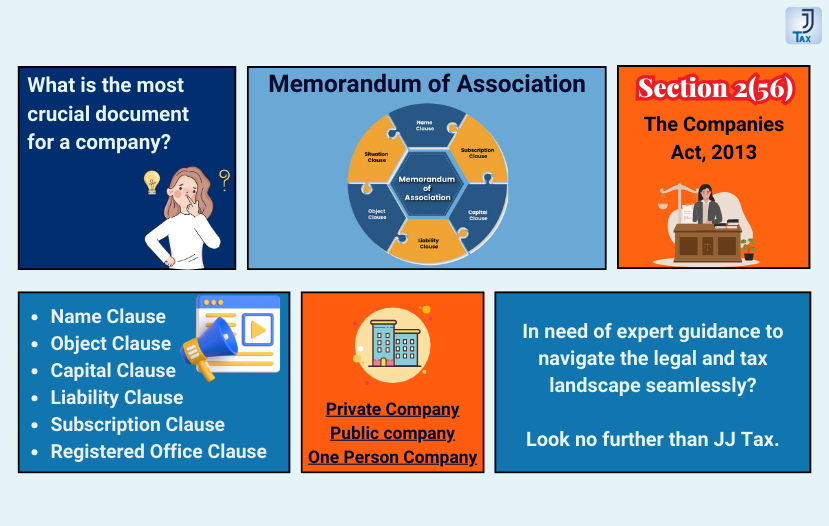 J
J
TAX
What is the most
crucial document
for a company?
Memorandum of Association
Name
Clause
Subscription
Clause
Capital
Clouse
Liability
Clause
Object
Clause
Situation
Clause
Memorandum
of
Association
Section 2(56)
The Companies
Act, 2013
• Name Clause
• Object Clause
• Capital Clause
• Liability Clause
• Subscription Clause
• Registered Office Clause
Private Company
Public company
One Person Company
In need of expert guidance to
navigate the legal and tax
landscape seamlessly?
Look no further than JJ Tax.